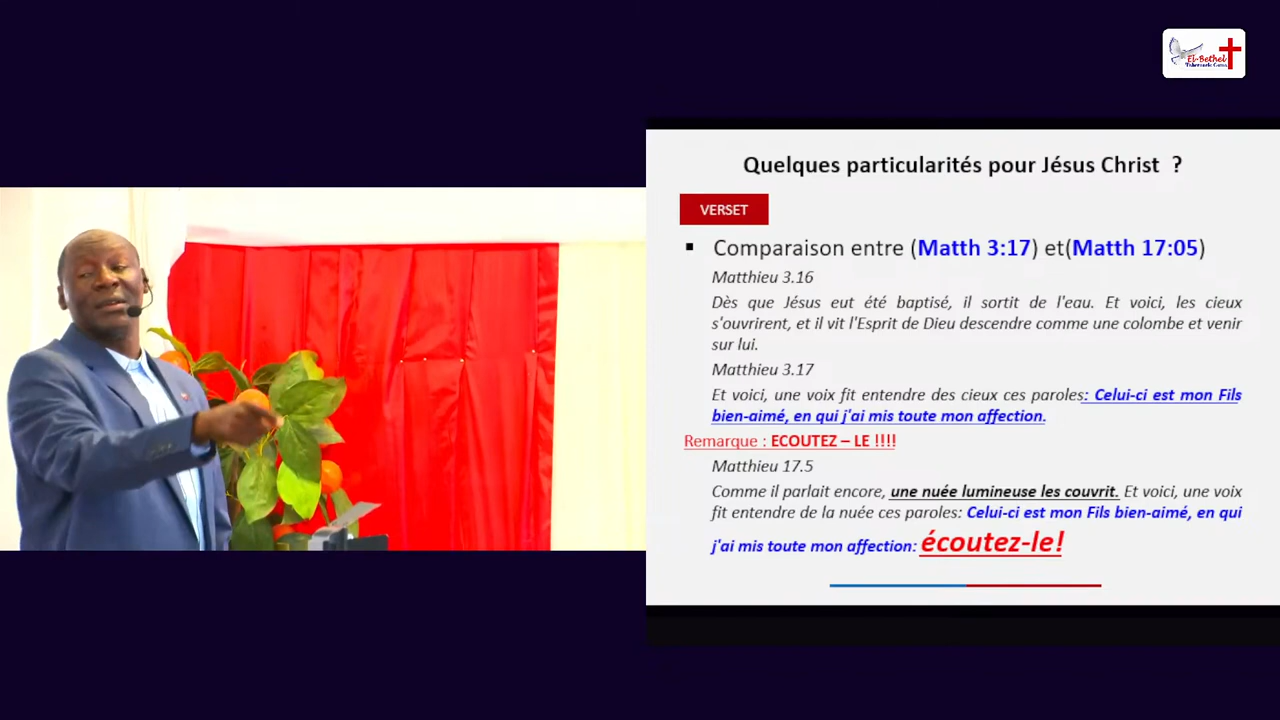 El-Bethel
Tabernacle
Quelques particularités pour Jésus Christ ?
VERSET
▪ Comparaison entre (Matth 3:17) et(Matth 17:05)
Matthieu 3.16
Dès que Jésus eut été baptisé, il sortit de l'eau. Et voici, les cieux
s'ouvrirent, et il vit l'Esprit de Dieu descendre comme une colombe et venir
sur lui.
Matthieu 3.17
Et voici, une voix fit entendre des cieux ces paroles: Celui-ci est mon Fils
bien-aimé, en qui j'ai mis toute mon affection.
Remarque : ECOUTEZ – LE !!!!
Matthieu 17.5
Comme il parlait encore, une nuée lumineuse les couvrit. Et voici, une voix
fit entendre de la nuée ces paroles: Celui-ci est mon Fils bien-aimé, en qui
j'ai mis toute mon affection: écoutez-le!